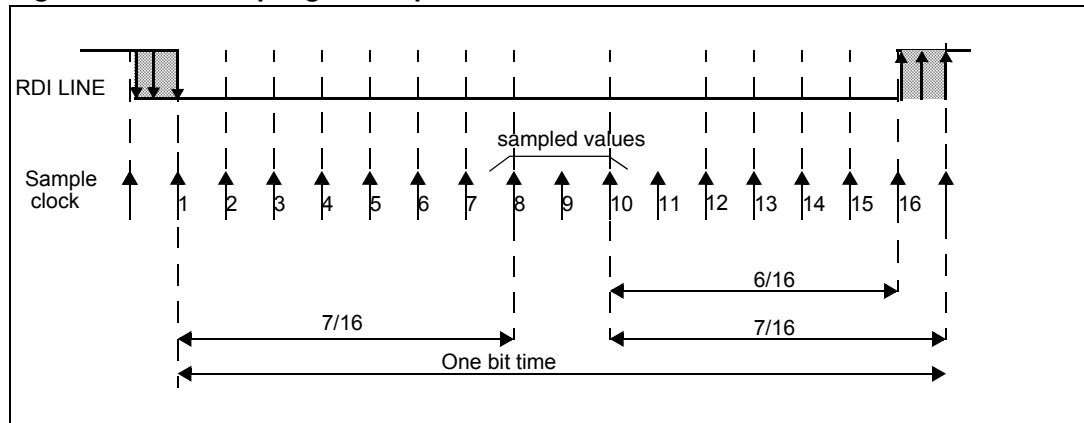 RDI LINE
sampled values
Sample
clock
1 2 3 4 5 6 7 8 9 10 11 12 13 14 15 16
6/16
7/16
7/16
One bit time